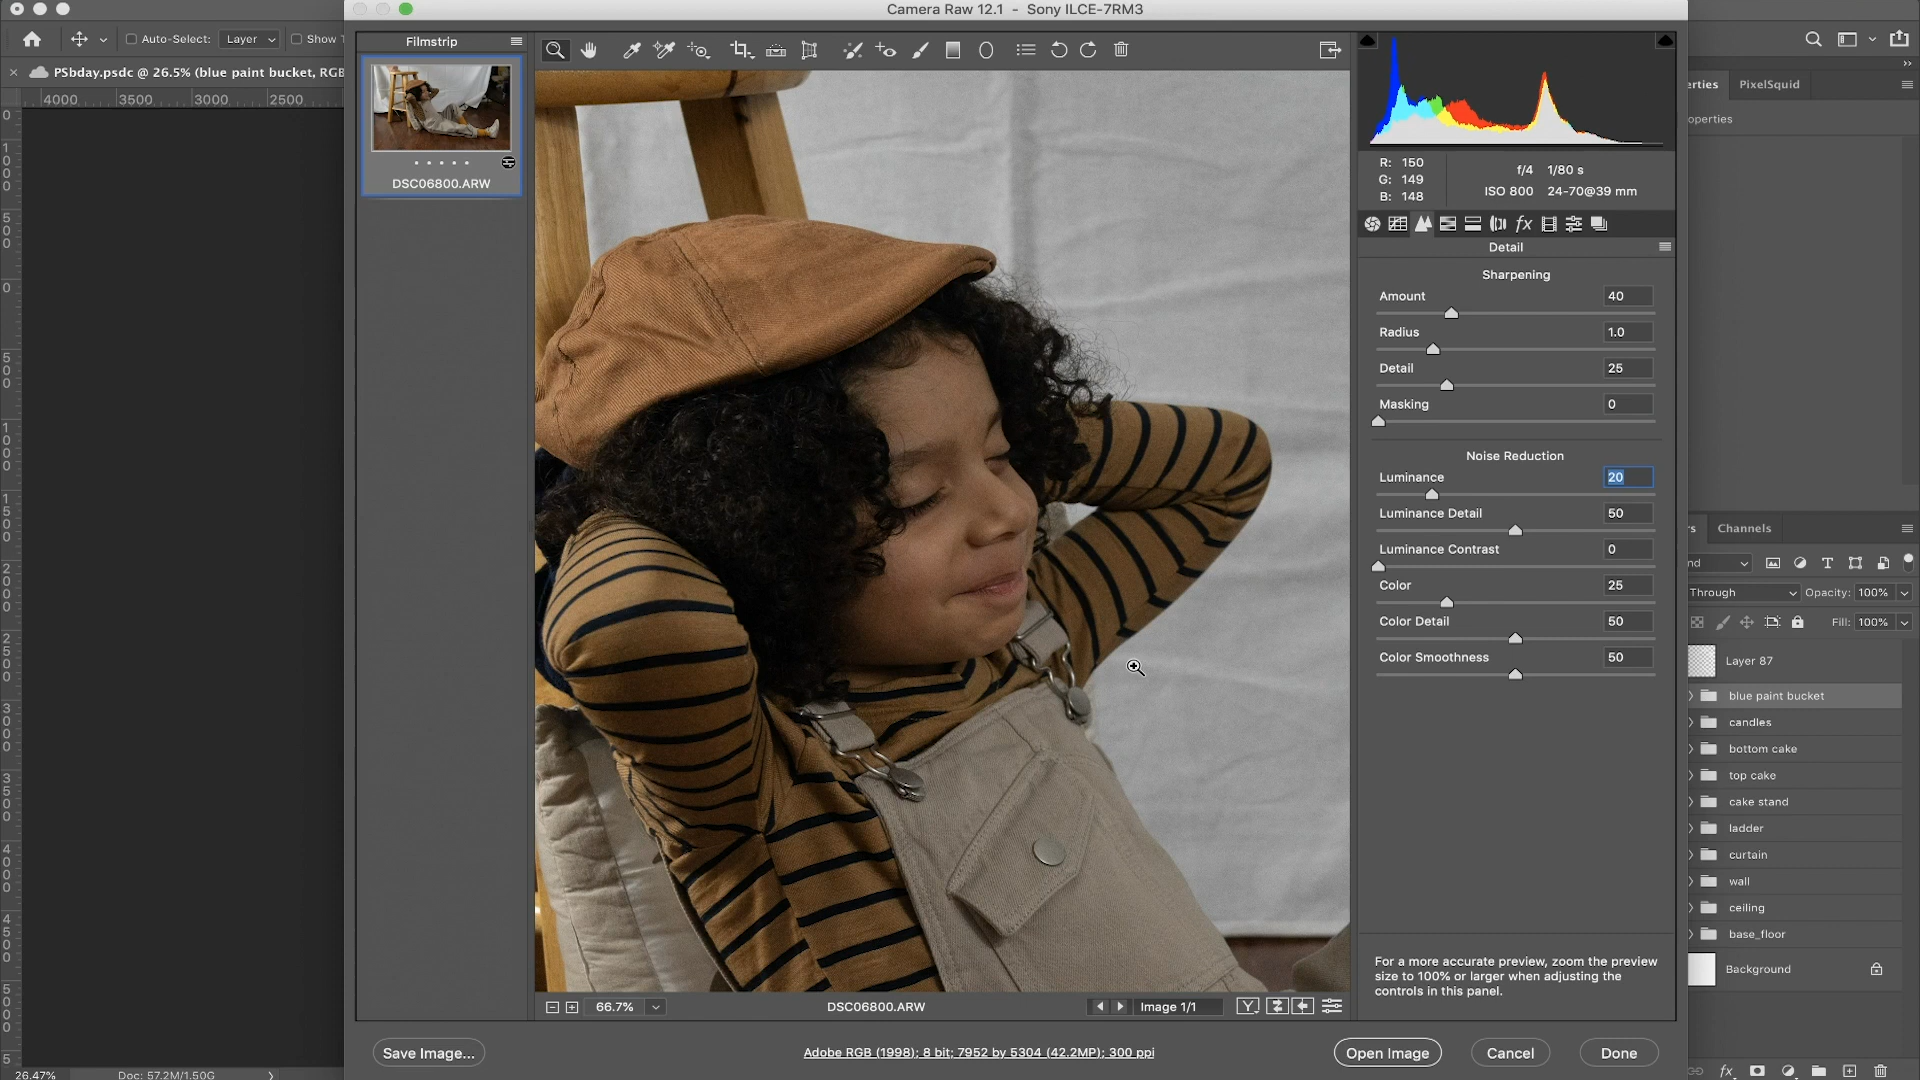 Camera Raw 12.1 - Sony ILCE-7RM3
Auto-Select: Layer Show
PSbday.psdc @ 26.5% (blue paint bucket, RGB
4000 3500 3000 2500
Filmstrip
DSC06800.ARW
R: 150
G: 149
B: 148
f/4 1/80 s
ISO 800 24-70@39 mm
Detail
Sharpening
Amount 40
Radius 1.0
Detail 25
Masking 0
Noise Reduction
Luminance 20
Luminance Detail 50
Luminance Contrast 0
Color 25
Color Detail 50
Color Smoothness 50
For a more accurate preview, zoom the preview
size to 100% or larger when adjusting the
controls in this panel.
66.7%
DSC06800.ARW
Image 1/1
Y
Save Image...
Adobe RGB (1998); 8 bit; 7952 by 5304 (42.2MP); 300 ppi
Open Image
Cancel
Done
erties PixelSquid
operties
rs Channels
nd
Through Opacity: 100%
Fill: 100%
Layer 87
blue paint bucket
candles
bottom cake
top cake
cake stand
ladder
curtain
wall
ceiling
base_floor
Background
fx
26.47% Doc: 57.2M/1.50G